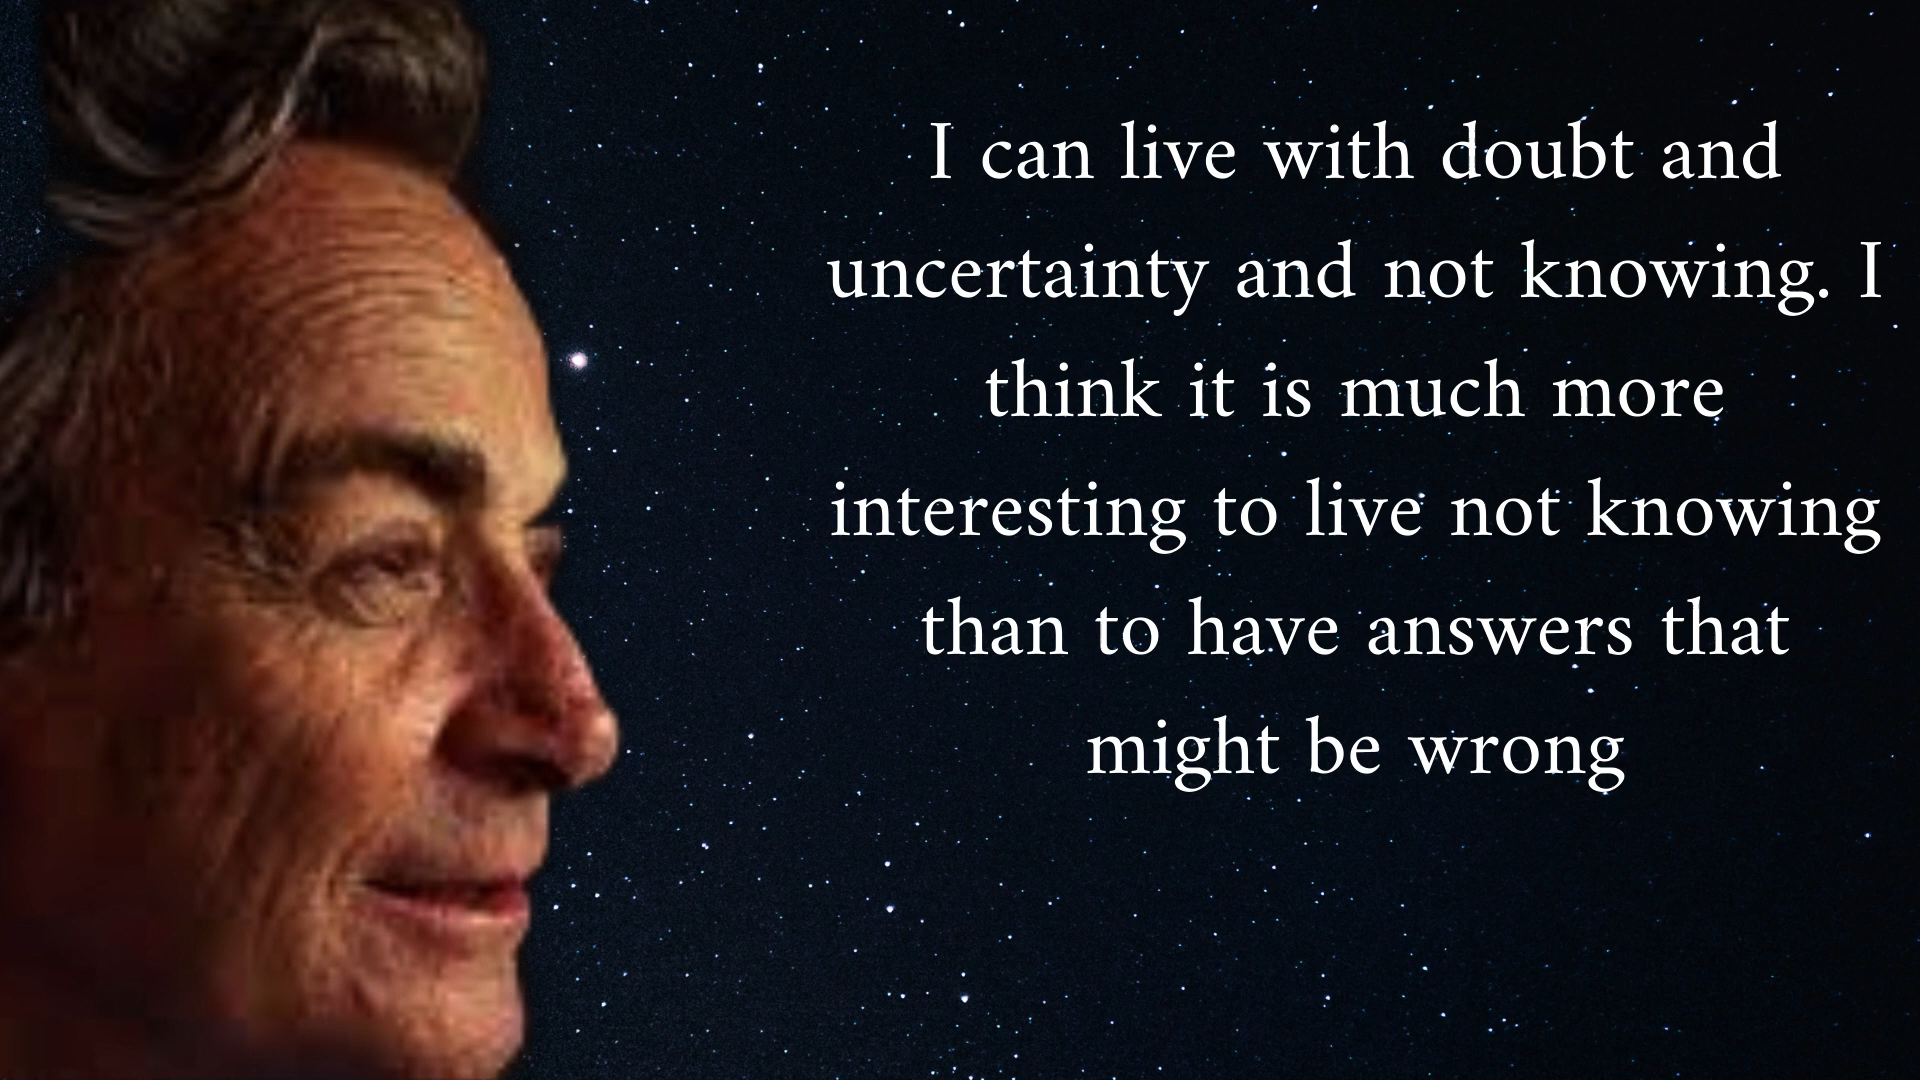 I can live with doubt and
uncertainty and not knowing. I
think it is much more
interesting to live not knowing
than to have answers that
might be wrong